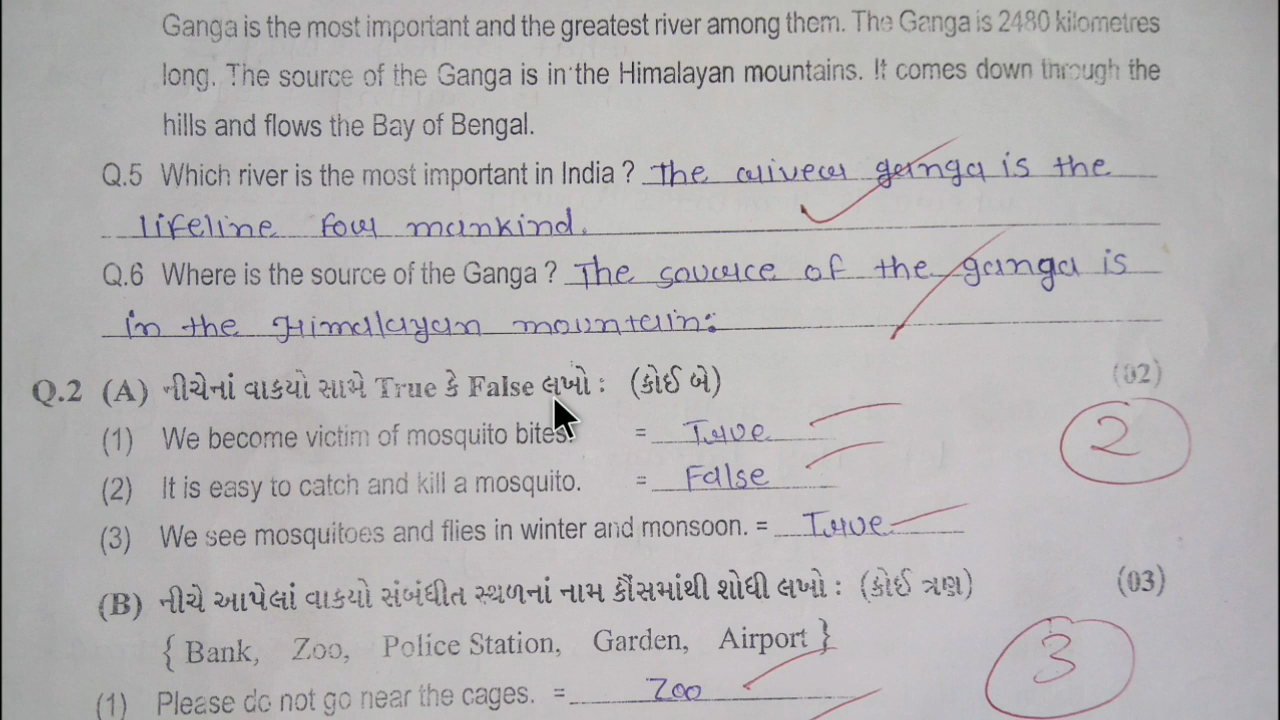 Ganga is the most important and the greatest river among them. The Ganga is 2480 kilometres
long. The source of the Ganga is in the Himalayan mountains. It comes down through the
hills and flows the Bay of Bengal.
Q.5 Which river is the most important in India ? The river ganga is the
lifeline for mankind.
Q.6 Where is the source of the Ganga ? The source of the ganga is
in the Himalayan mountain:
Q.2 (A) નીચેનાં વાક્યો સામે True કે False લખો : (કોઈ બે) (02)
(1) We become victim of mosquito bites. = True 2
(2) It is easy to catch and kill a mosquito. = False
(3) We see mosquitoes and flies in winter and monsoon. = True
(B) નીચે આપેલાં વાક્યો સંબંધીત સ્થળનાં નામ કૌંસમાંથી શોધી લખો : (કોઈ ત્રણ) (03)
{ Bank, Zoo, Police Station, Garden, Airport } 3
(1) Please do not go near the cages. = Zoo